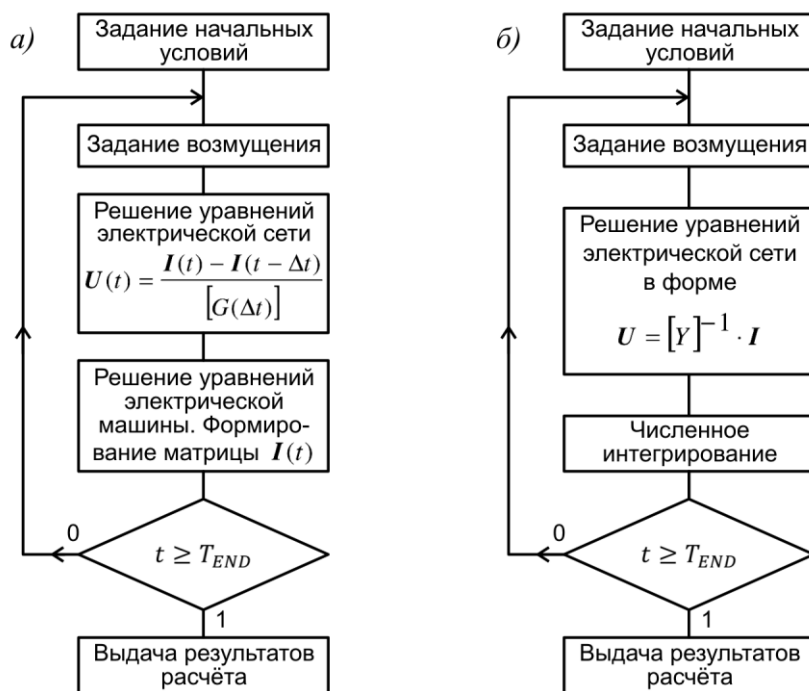 а)
Задание начальных
условий
Задание возмущения
Решение уравнений
электрической сети
U(t) = I(t) − I(t − Δt) / [G(Δt)]
Решение уравнений
электрической
машины. Формиро-
вание матрицы I(t)
0
t ≥ T_END
1
Выдача результатов
расчёта
б)
Задание начальных
условий
Задание возмущения
Решение уравнений
электрической сети
в форме
U = [Y]^−1 · I
Численное
интегрирование
0
t ≥ T_END
1
Выдача результатов
расчёта